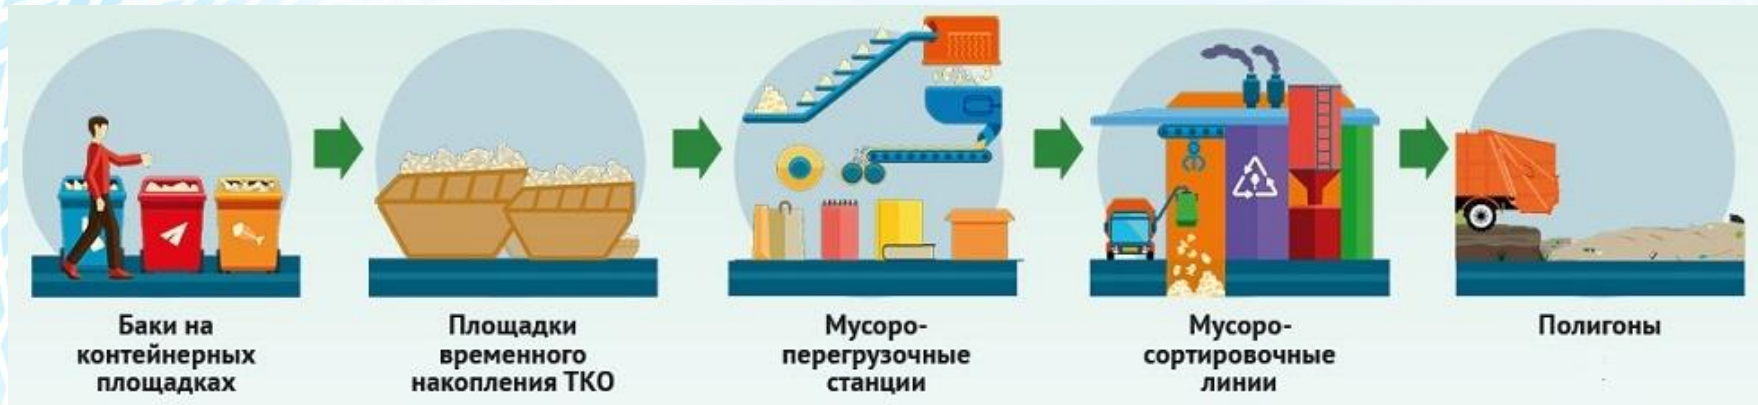 Баки на
контейнерных
площадках
Площадки
временного
накопления ТКО
Мусоро-
перегрузочные
станции
Мусоро-
сортировочные
линии
Полигоны